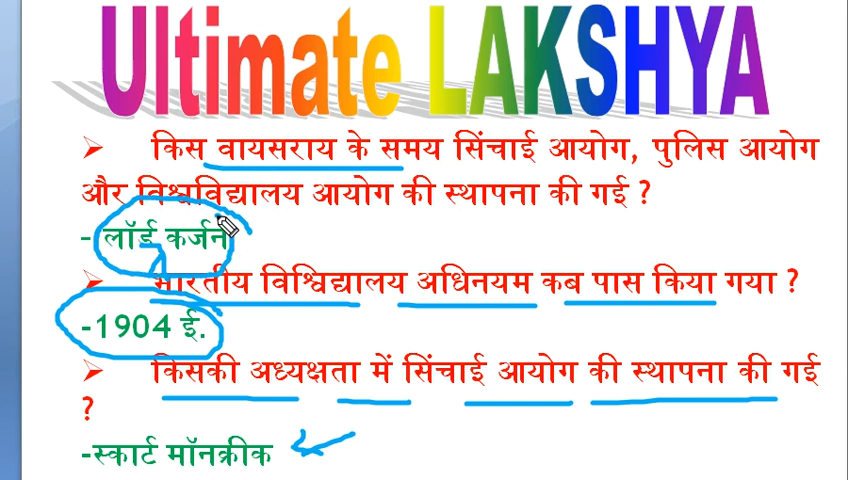 Ultimate LAKSHYA
➢ किस वायसराय के समय सिंचाई आयोग, पुलिस आयोग
और विश्वविद्यालय आयोग की स्थापना की गई ?
- लॉर्ड कर्जन
➢ भारतीय विश्विद्यालय अधिनयम कब पास किया गया ?
-1904 ई.
➢ किसकी अध्यक्षता में सिंचाई आयोग की स्थापना की गई
?
-स्कार्ट मॉनक्रीक